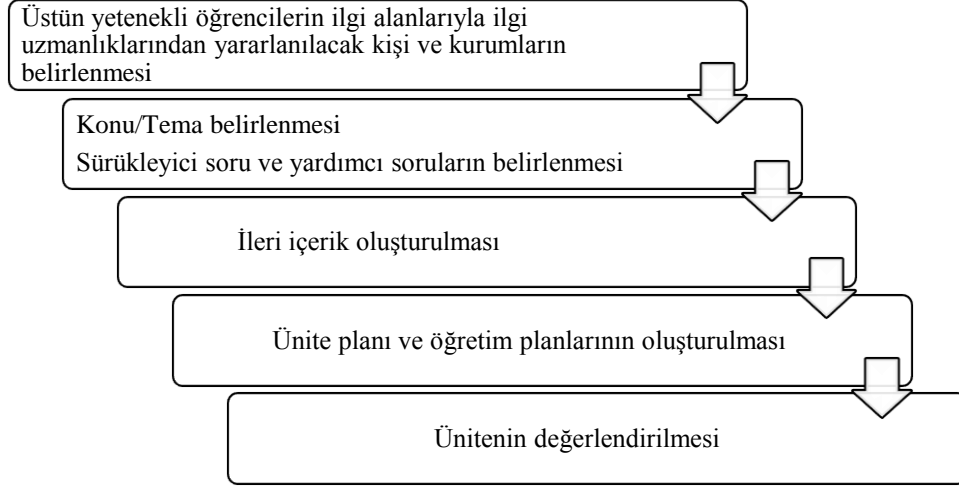 Üstün yetenekli öğrencilerin ilgi alanlarıyla ilgi
uzmanlıklarından yararlanılacak kişi ve kurumların
belirlenmesi
Konu/Tema belirlenmesi
Sürükleyici soru ve yardımcı soruların belirlenmesi
İleri içerik oluşturulması
Ünite planı ve öğretim planlarının oluşturulması
Ünitenin değerlendirilmesi